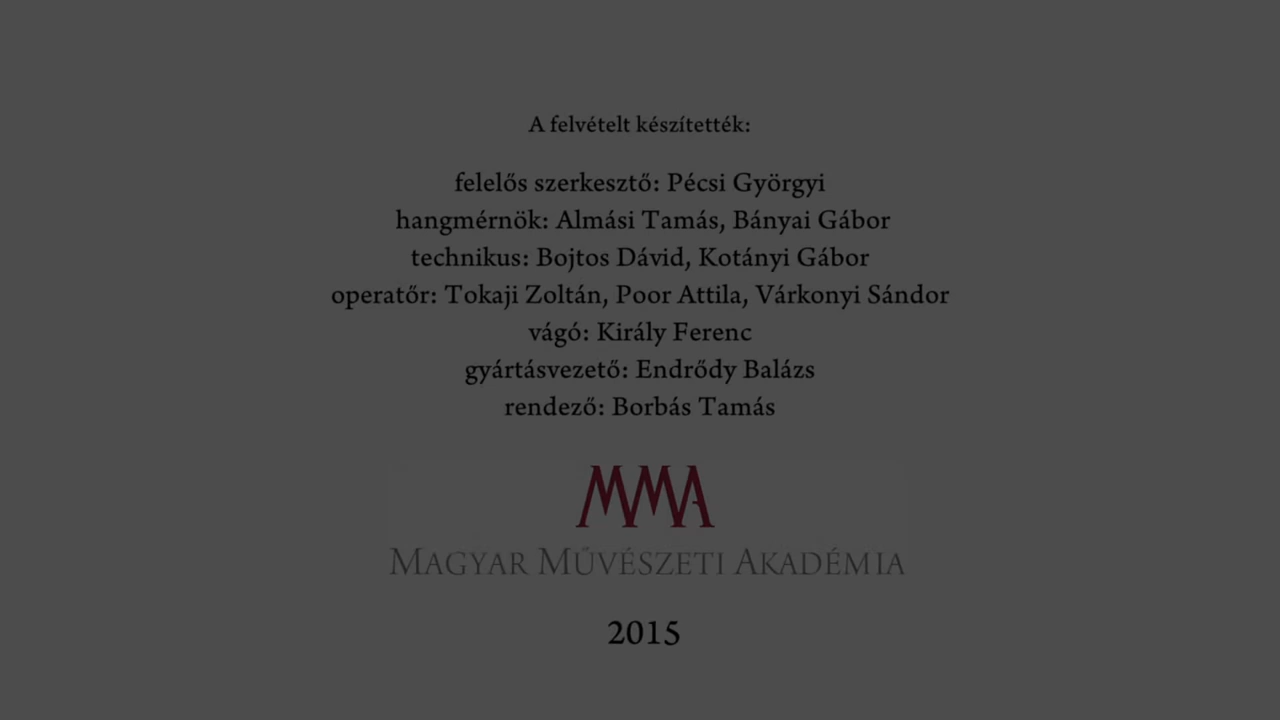 A felvételt készítették:
felelős szerkesztő: Pécsi Györgyi
hangmérnök: Almási Tamás, Bányai Gábor
technikus: Bojtos Dávid, Kotányi Gábor
operatőr: Tokaji Zoltán, Poor Attila, Várkonyi Sándor
vágó: Király Ferenc
gyártásvezető: Endrődy Balázs
rendező: Borbás Tamás
MMA
MAGYAR MŰVÉSZETI AKADÉMIA
2015